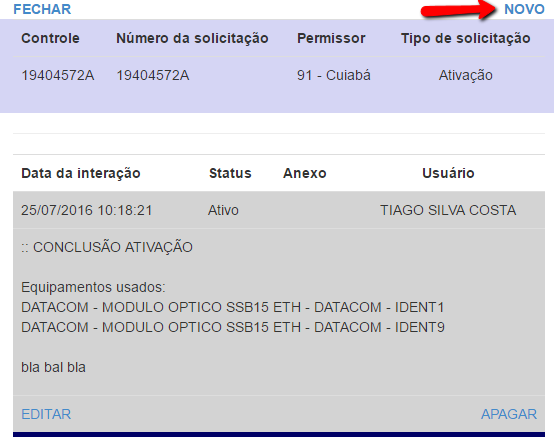 FECHAR NOVO
Controle Número da solicitação Permissor Tipo de solicitação
19404572A 19404572A 91 - Cuiabá Ativação
Data da interação Status Anexo Usuário
25/07/2016 10:18:21 Ativo TIAGO SILVA COSTA
:: CONCLUSÃO ATIVAÇÃO
Equipamentos usados:
DATACOM - MODULO OPTICO SSB15 ETH - DATACOM - IDENT1
DATACOM - MODULO OPTICO SSB15 ETH - DATACOM - IDENT9
bla bal bla
EDITAR APAGAR